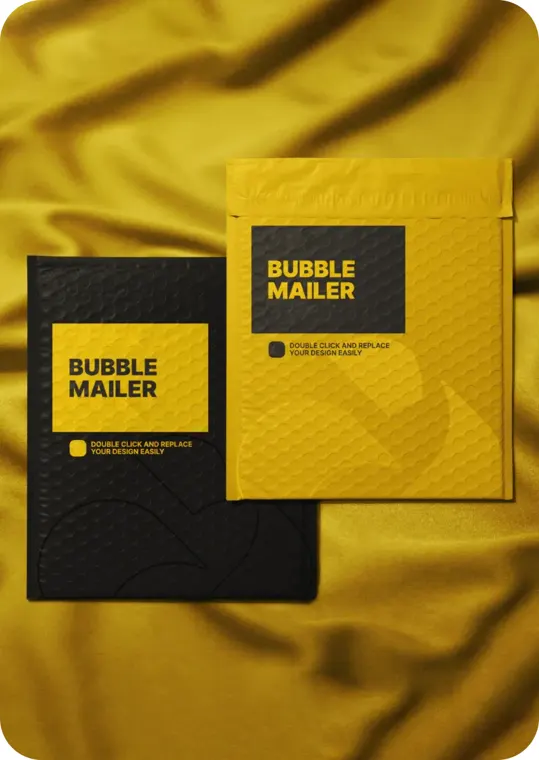 BUBBLE
MAILER
DOUBLE CLICK AND REPLACE
YOUR DESIGN EASILY
BUBBLE
MAILER
DOUBLE CLICK AND REPLACE
YOUR DESIGN EASILY